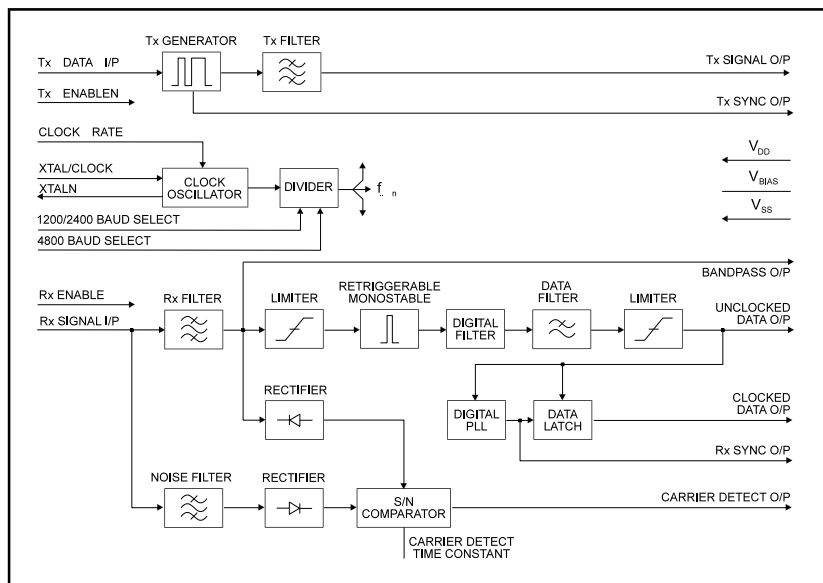 Tx GENERATOR
Tx FILTER
Tx DATA I/P
Tx SIGNAL O/P
Tx ENABLEN
Tx SYNC O/P
CLOCK RATE
XTAL/CLOCK
XTALN
CLOCK
OSCILLATOR
DIVIDER
f
n
VDD
VBIAS
VSS
1200/2400 BAUD SELECT
4800 BAUD SELECT
BANDPASS O/P
Rx ENABLE
Rx SIGNAL I/P
Rx FILTER
LIMITER
RETRIGGERABLE
MONOSTABLE
DIGITAL
FILTER
DATA
FILTER
LIMITER
UNCLOCKED
DATA O/P
RECTIFIER
DIGITAL
PLL
DATA
LATCH
CLOCKED
DATA O/P
Rx SYNC O/P
NOISE FILTER
RECTIFIER
S/N
COMPARATOR
CARRIER DETECT O/P
CARRIER DETECT
TIME CONSTANT